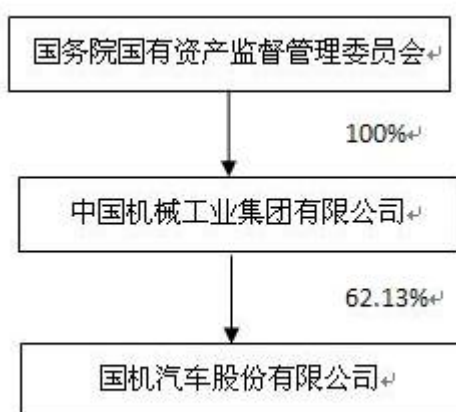 国务院国有资产监督管理委员会
100%
中国机械工业集团有限公司
62.13%
国机汽车股份有限公司